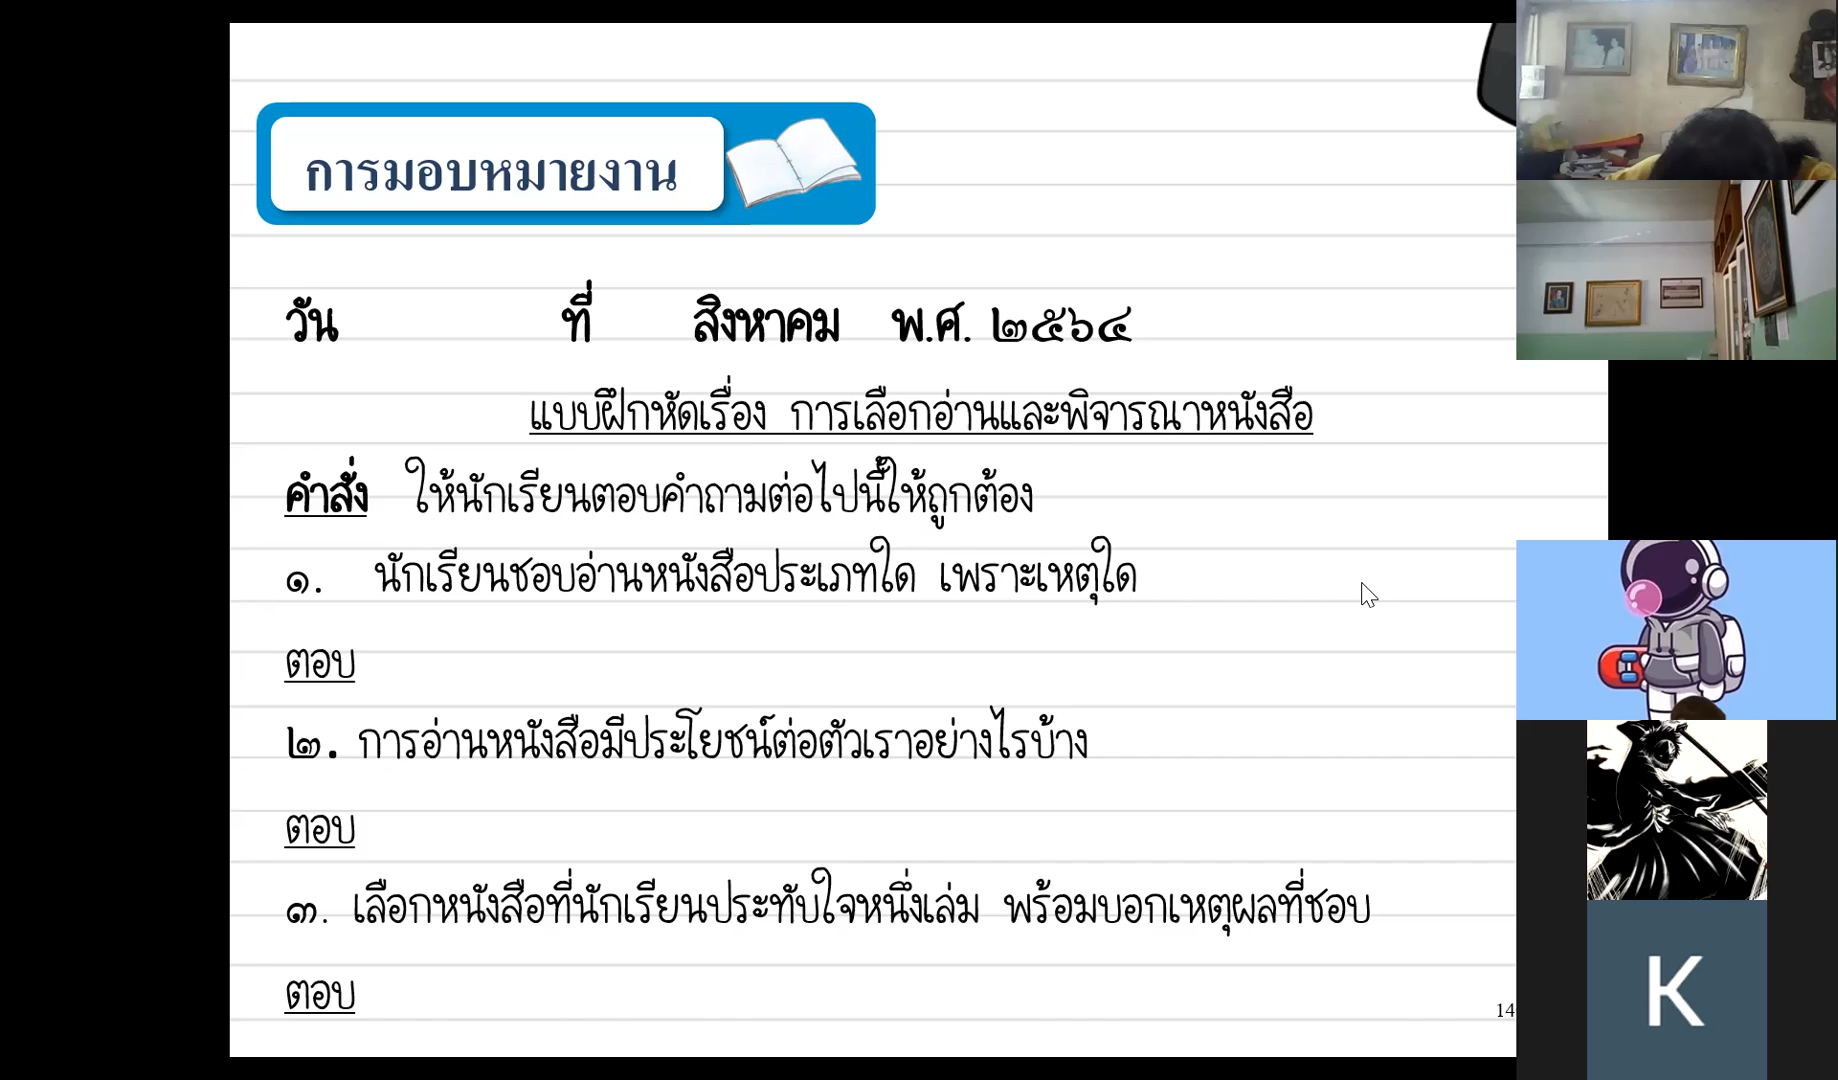 การมอบหมายงาน
วัน ที่ สิงหาคม พ.ศ. ๒๕๖๔
แบบฝึกหัดเรื่อง การเลือกอ่านและพิจารณาหนังสือ
คำสั่ง ให้นักเรียนตอบคำถามต่อไปนี้ให้ถูกต้อง
๑. นักเรียนชอบอ่านหนังสือประเภทใด เพราะเหตุใด
ตอบ
๒. การอ่านหนังสือมีประโยชน์ต่อตัวเราอย่างไรบ้าง
ตอบ
๓. เลือกหนังสือที่นักเรียนประทับใจหนึ่งเล่ม พร้อมบอกเหตุผลที่ชอบ
ตอบ
14
K